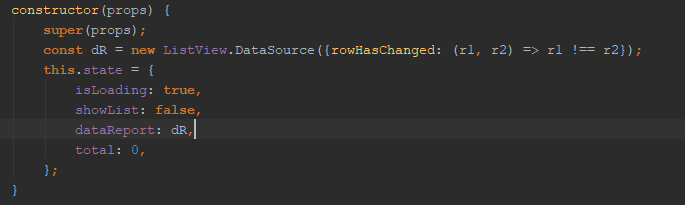 constructor(props) {
    super(props);
    const dR = new ListView.DataSource({rowHasChanged: (r1, r2) => r1 !== r2});
    this.state = {
        isLoading: true,
        showList: false,
        dataReport: dR,
        total: 0,
    };
}